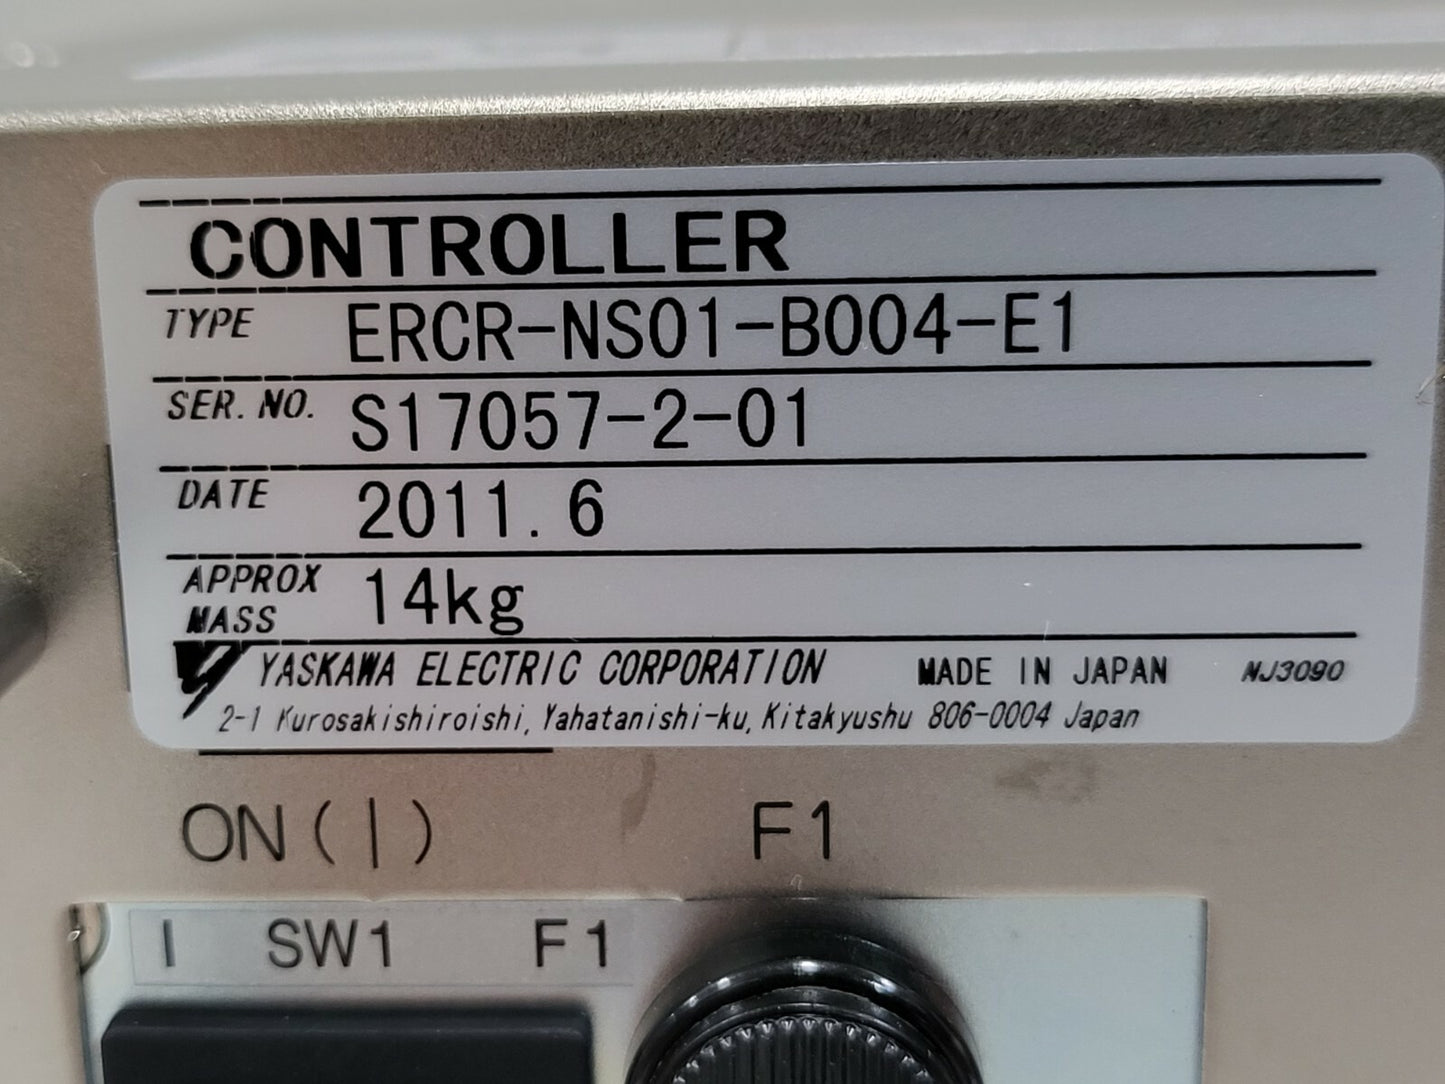 CONTROLLER
TYPE ERCR-NS01-B004-E1
SER. NO. S17057-2-01
DATE 2011. 6
APPROX MASS 14kg
YASKAWA ELECTRIC CORPORATION MADE IN JAPAN NJ3090
2-1 Kurosakishiroishi, Yahatanishi-ku, Kitakyushu 806-0004 Japan
ON(|) F1
I SW1 F1